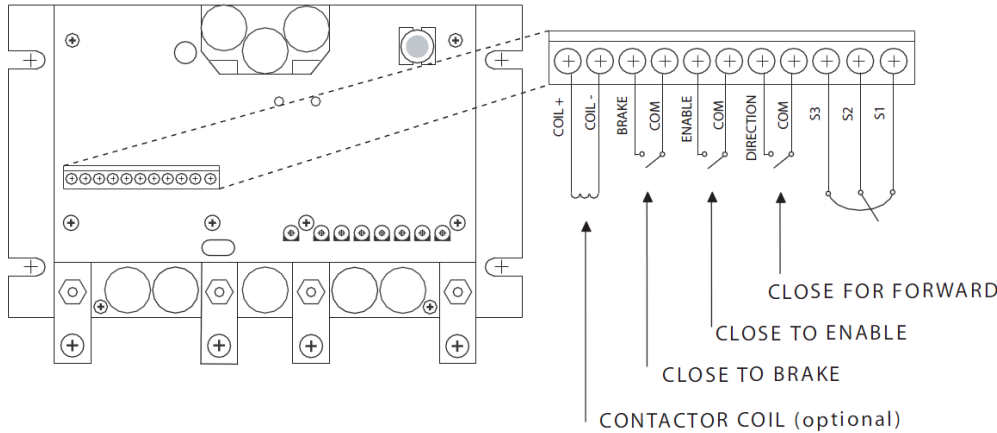 COIL +
COIL -
BRAKE
COM
ENABLE
COM
DIRECTION
COM
S3
S2
S1
CLOSE FOR FORWARD
CLOSE TO ENABLE
CLOSE TO BRAKE
CONTACTOR COIL (optional)